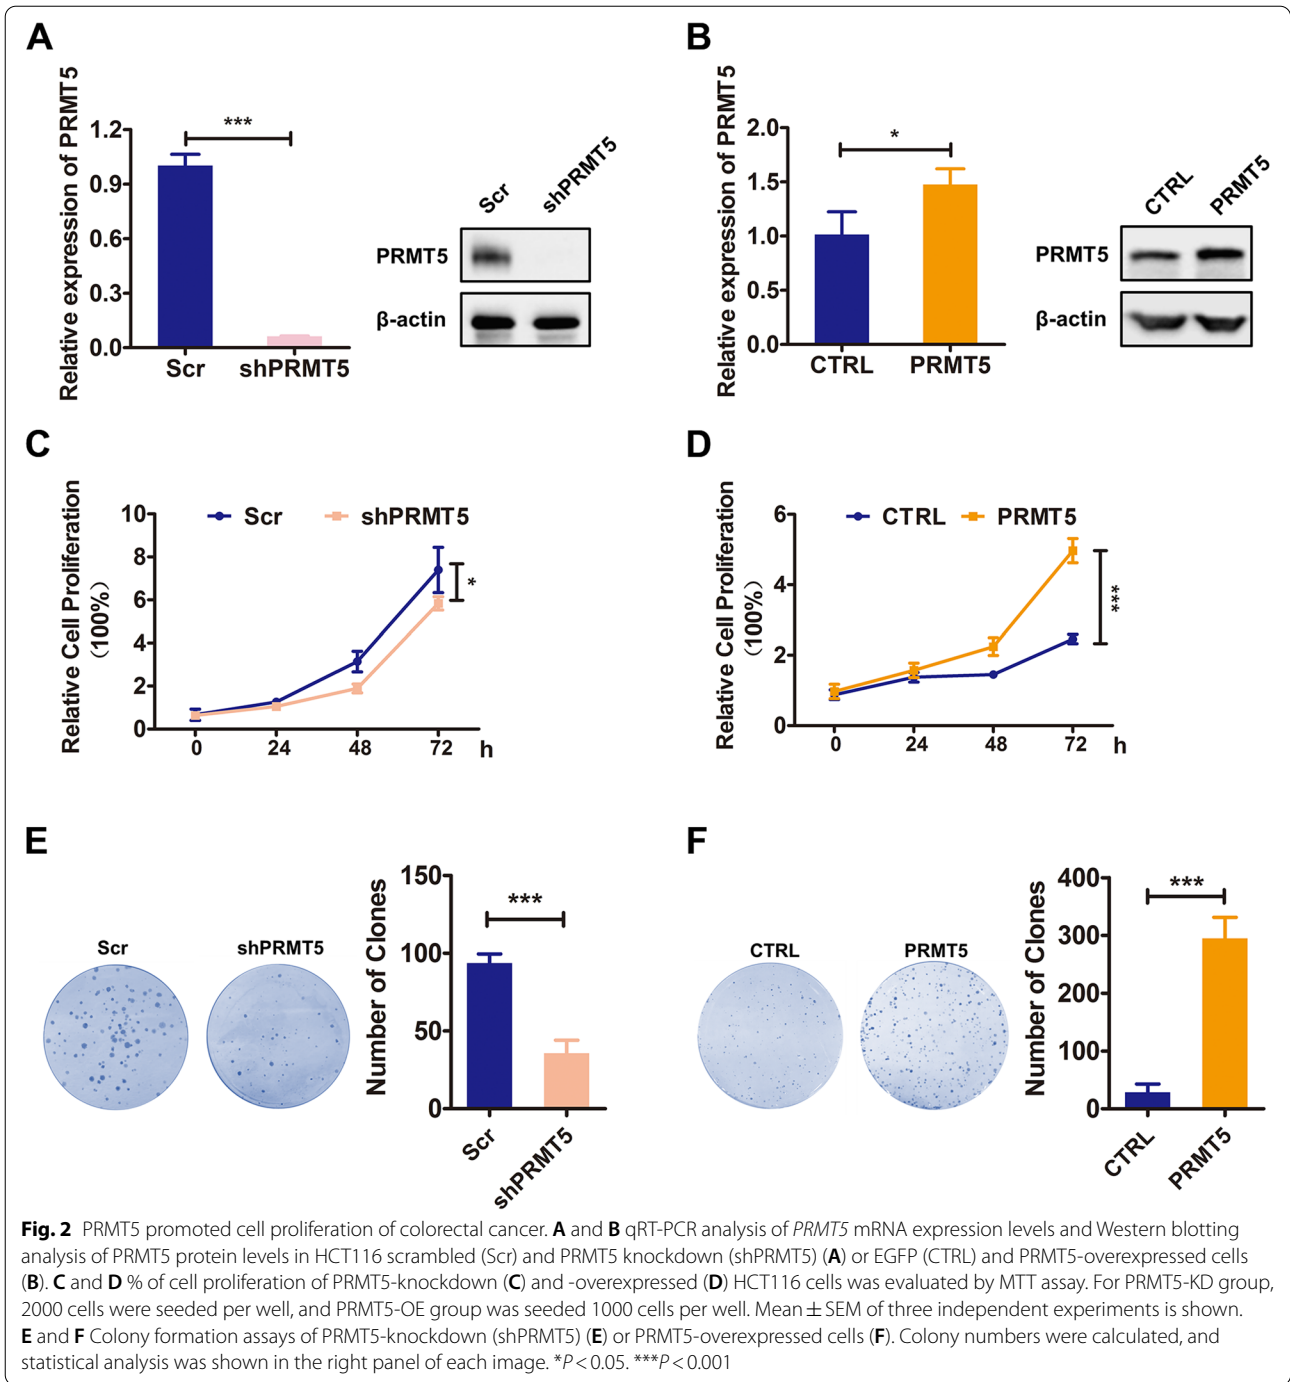 A
Relative expression of PRMT5
1.2
0.9
0.6
0.3
0.0
***
Scr
shPRMT5
Scr
shPRMT5
PRMT5
β-actin
B
Relative expression of PRMT5
2.0
1.5
1.0
0.5
0.0
*
CTRL
PRMT5
CTRL
PRMT5
PRMT5
β-actin
C
Relative Cell Proliferation
(100%)
10
8
6
4
2
0
Scr
shPRMT5
*
0
24
48
72
h
D
Relative Cell Proliferation
(100%)
6
4
2
0
CTRL
PRMT5
***
0
24
48
72
h
E
Scr
shPRMT5
Number of Clones
150
100
50
0
***
Scr
shPRMT5
F
CTRL
PRMT5
Number of Clones
400
300
200
100
0
***
CTRL
PRMT5
Fig. 2 PRMT5 promoted cell proliferation of colorectal cancer. A and B qRT-PCR analysis of PRMT5 mRNA expression levels and Western blotting
analysis of PRMT5 protein levels in HCT116 scrambled (Scr) and PRMT5 knockdown (shPRMT5) (A) or EGFP (CTRL) and PRMT5-overexpressed cells
(B). C and D % of cell proliferation of PRMT5-knockdown (C) and -overexpressed (D) HCT116 cells was evaluated by MTT assay. For PRMT5-KD group,
2000 cells were seeded per well, and PRMT5-OE group was seeded 1000 cells per well. Mean ± SEM of three independent experiments is shown.
E and F Colony formation assays of PRMT5-knockdown (shPRMT5) (E) or PRMT5-overexpressed cells (F). Colony numbers were calculated, and
statistical analysis was shown in the right panel of each image. *P < 0.05. ***P < 0.001